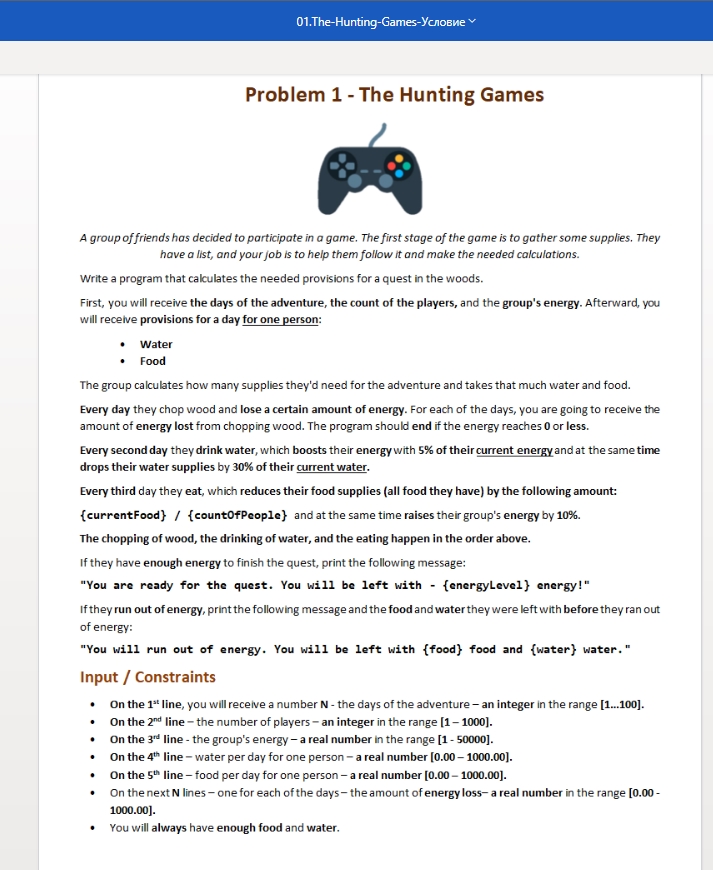 01.The-Hunting-Games-Условие
Problem 1 - The Hunting Games
A group of friends has decided to participate in a game. The first stage of the game is to gather some supplies. They
have a list, and your job is to help them follow it and make the needed calculations.
Write a program that calculates the needed provisions for a quest in the woods.
First, you will receive the days of the adventure, the count of the players, and the group's energy. Afterward, you
will receive provisions for a day for one person:
• Water
• Food
The group calculates how many supplies they'd need for the adventure and takes that much water and food.
Every day they chop wood and lose a certain amount of energy. For each of the days, you are going to receive the
amount of energy lost from chopping wood. The program should end if the energy reaches 0 or less.
Every second day they drink water, which boosts their energy with 5% of their current energy and at the same time
drops their water supplies by 30% of their current water.
Every third day they eat, which reduces their food supplies (all food they have) by the following amount:
{currentFood} / {countOfPeople} and at the same time raises their group's energy by 10%.
The chopping of wood, the drinking of water, and the eating happen in the order above.
If they have enough energy to finish the quest, print the following message:
"You are ready for the quest. You will be left with - {energyLevel} energy!"
If they run out of energy, print the following message and the food and water they were left with before they ran out
of energy:
"You will run out of energy. You will be left with {food} food and {water} water."
Input / Constraints
• On the 1st line, you will receive a number N - the days of the adventure – an integer in the range [1…100].
• On the 2nd line – the number of players – an integer in the range [1 – 1000].
• On the 3rd line - the group's energy – a real number in the range [1 - 50000].
• On the 4th line – water per day for one person – a real number [0.00 – 1000.00].
• On the 5th line – food per day for one person – a real number [0.00 – 1000.00].
• On the next N lines – one for each of the days – the amount of energy loss– a real number in the range [0.00 -
1000.00].
• You will always have enough food and water.